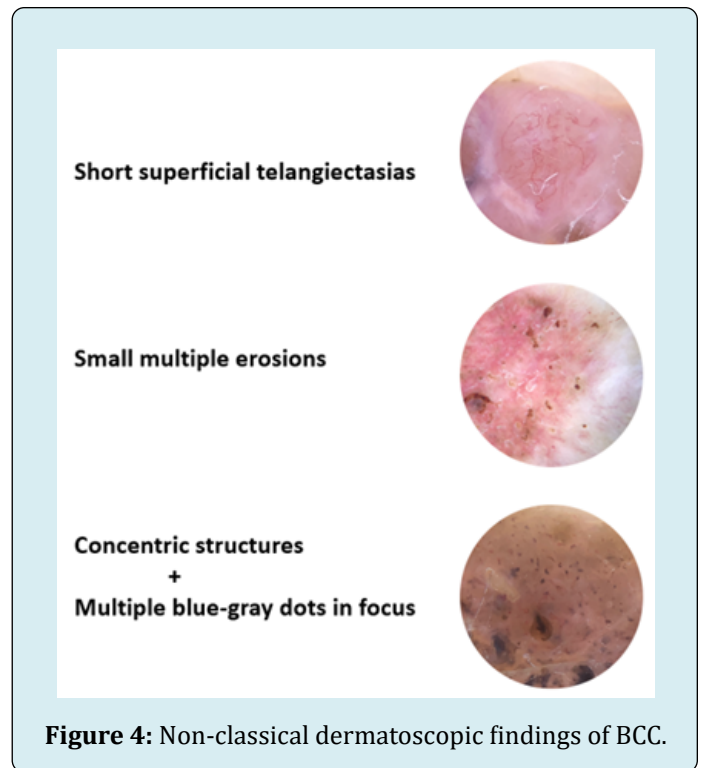 Short superficial telangiectasias
Small multiple erosions
Concentric structures
+
Multiple blue-gray dots in focus
Figure 4: Non-classical dermatoscopic findings of BCC.